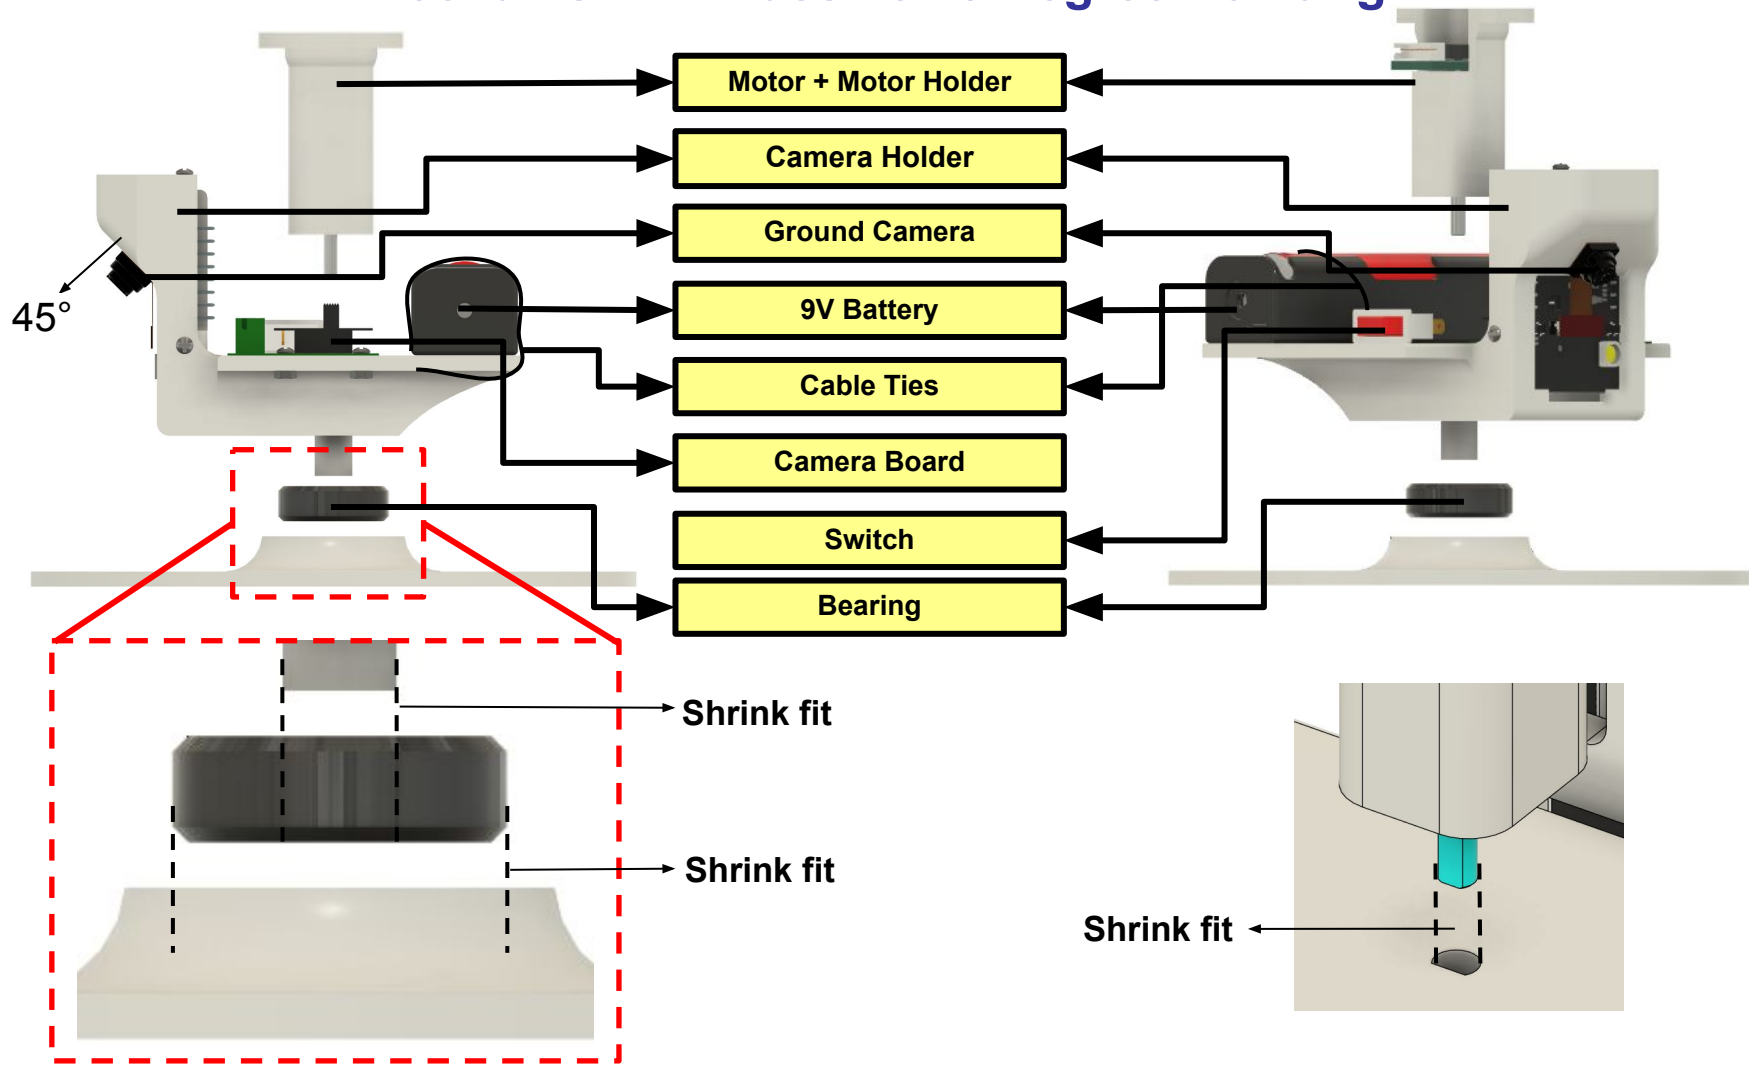 Motor + Motor Holder
Camera Holder
Ground Camera
9V Battery
Cable Ties
Camera Board
Switch
Bearing
45°
Shrink fit
Shrink fit
Shrink fit